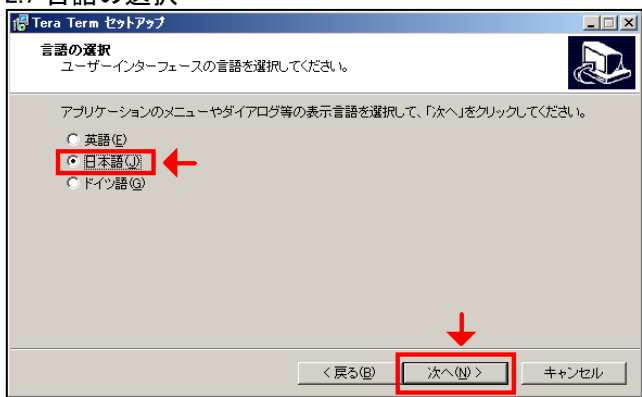 2.7 言語の選択
Tera Term セットアップ
言語の選択
ユーザーインターフェースの言語を選択してください。
アプリケーションのメニューやダイアログ等の表示言語を選択して、「次へ」をクリックしてください。
英語(E)
日本語(J)
ドイツ語(G)
< 戻る(B)
次へ(N) >
キャンセル